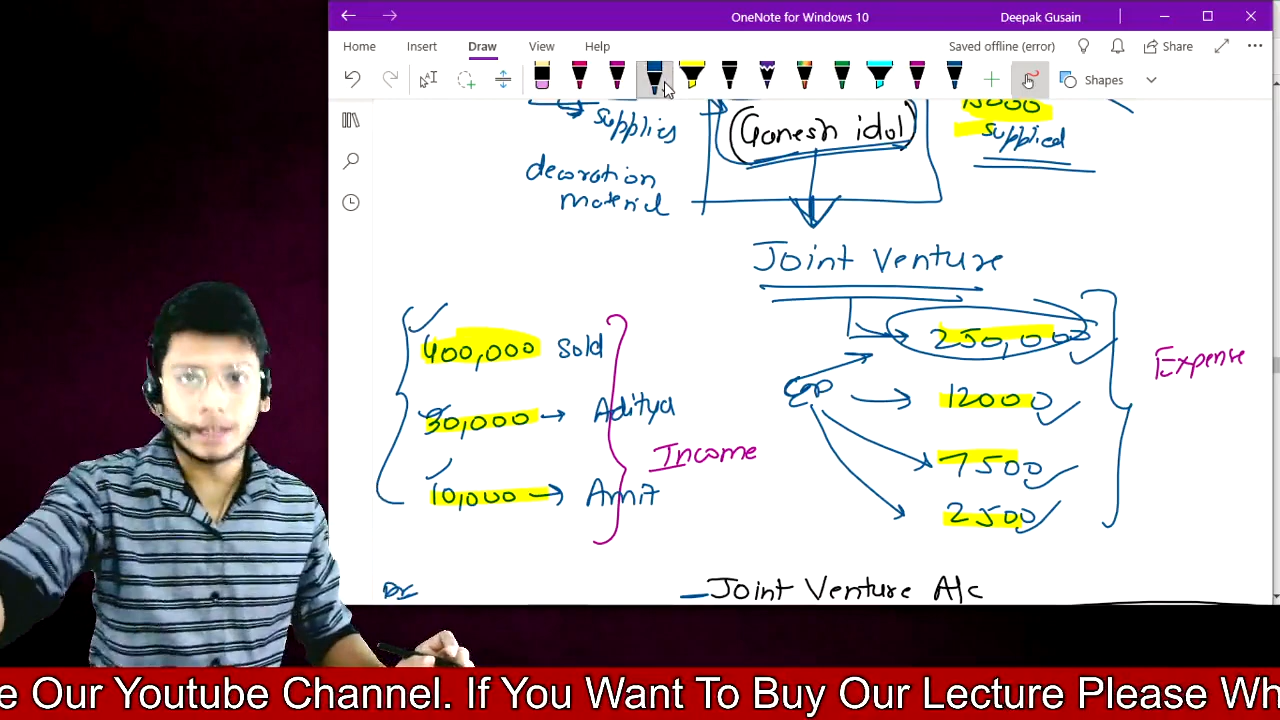 OneNote for Windows 10
Deepak Gusain
Home Insert Draw View Help
Saved offline (error)
Share
Shapes
supplies
(Ganesh idol)
15000
supplied
decoration
material
Joint Venture
400,000 Sold
250,000
Expense
30,000 → Aditya
Exp
12000
Income
7500
10,000 → Amit
2500
Dr
Joint Venture A/c
e Our Youtube Channel. If You Want To Buy Our Lecture Please Wh